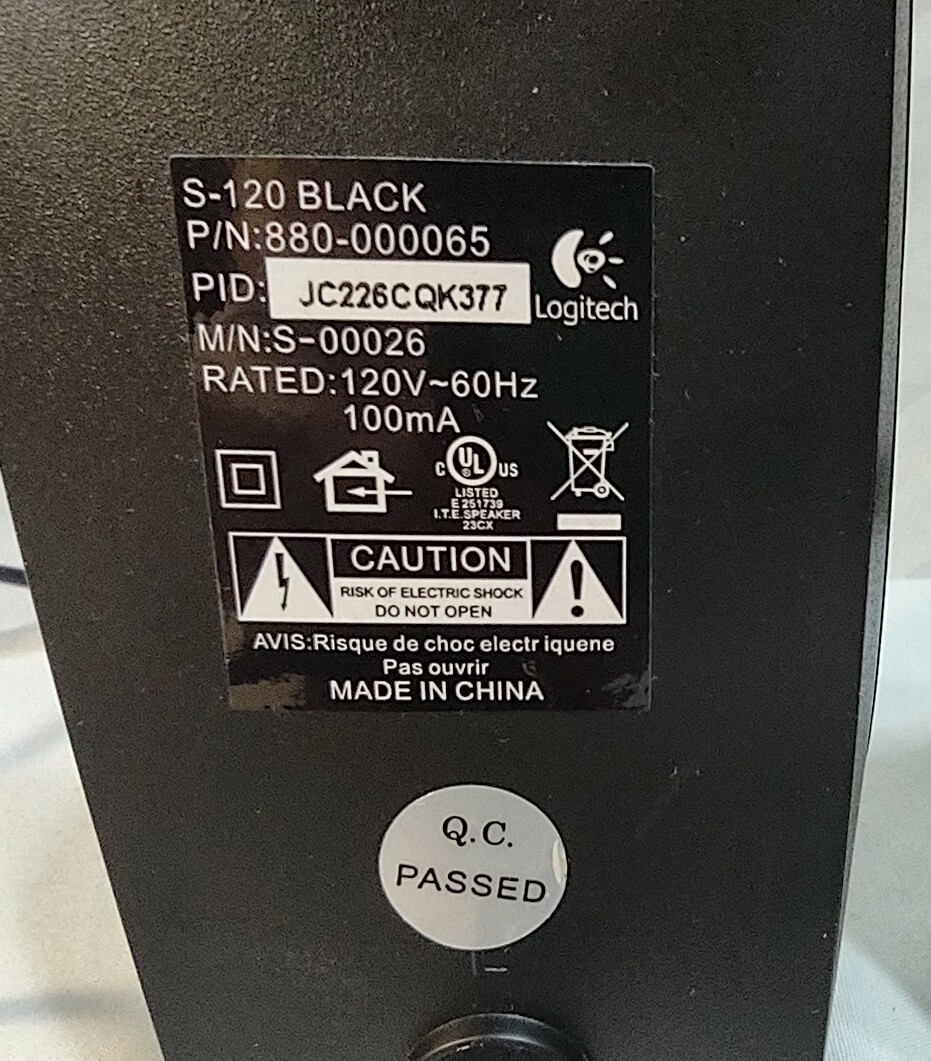 S-120 BLACK
P/N:880-000065
PID: JC226CQK377
Logitech
M/N:S-00026
RATED:120V~60Hz
100mA
C UL US
®
LISTED
E251739
I.T.E.SPEAKER
23CX
CAUTION
RISK OF ELECTRIC SHOCK
DO NOT OPEN
AVIS:Risque de choc electr iquene
Pas ouvrir
MADE IN CHINA
Q.C.
PASSED